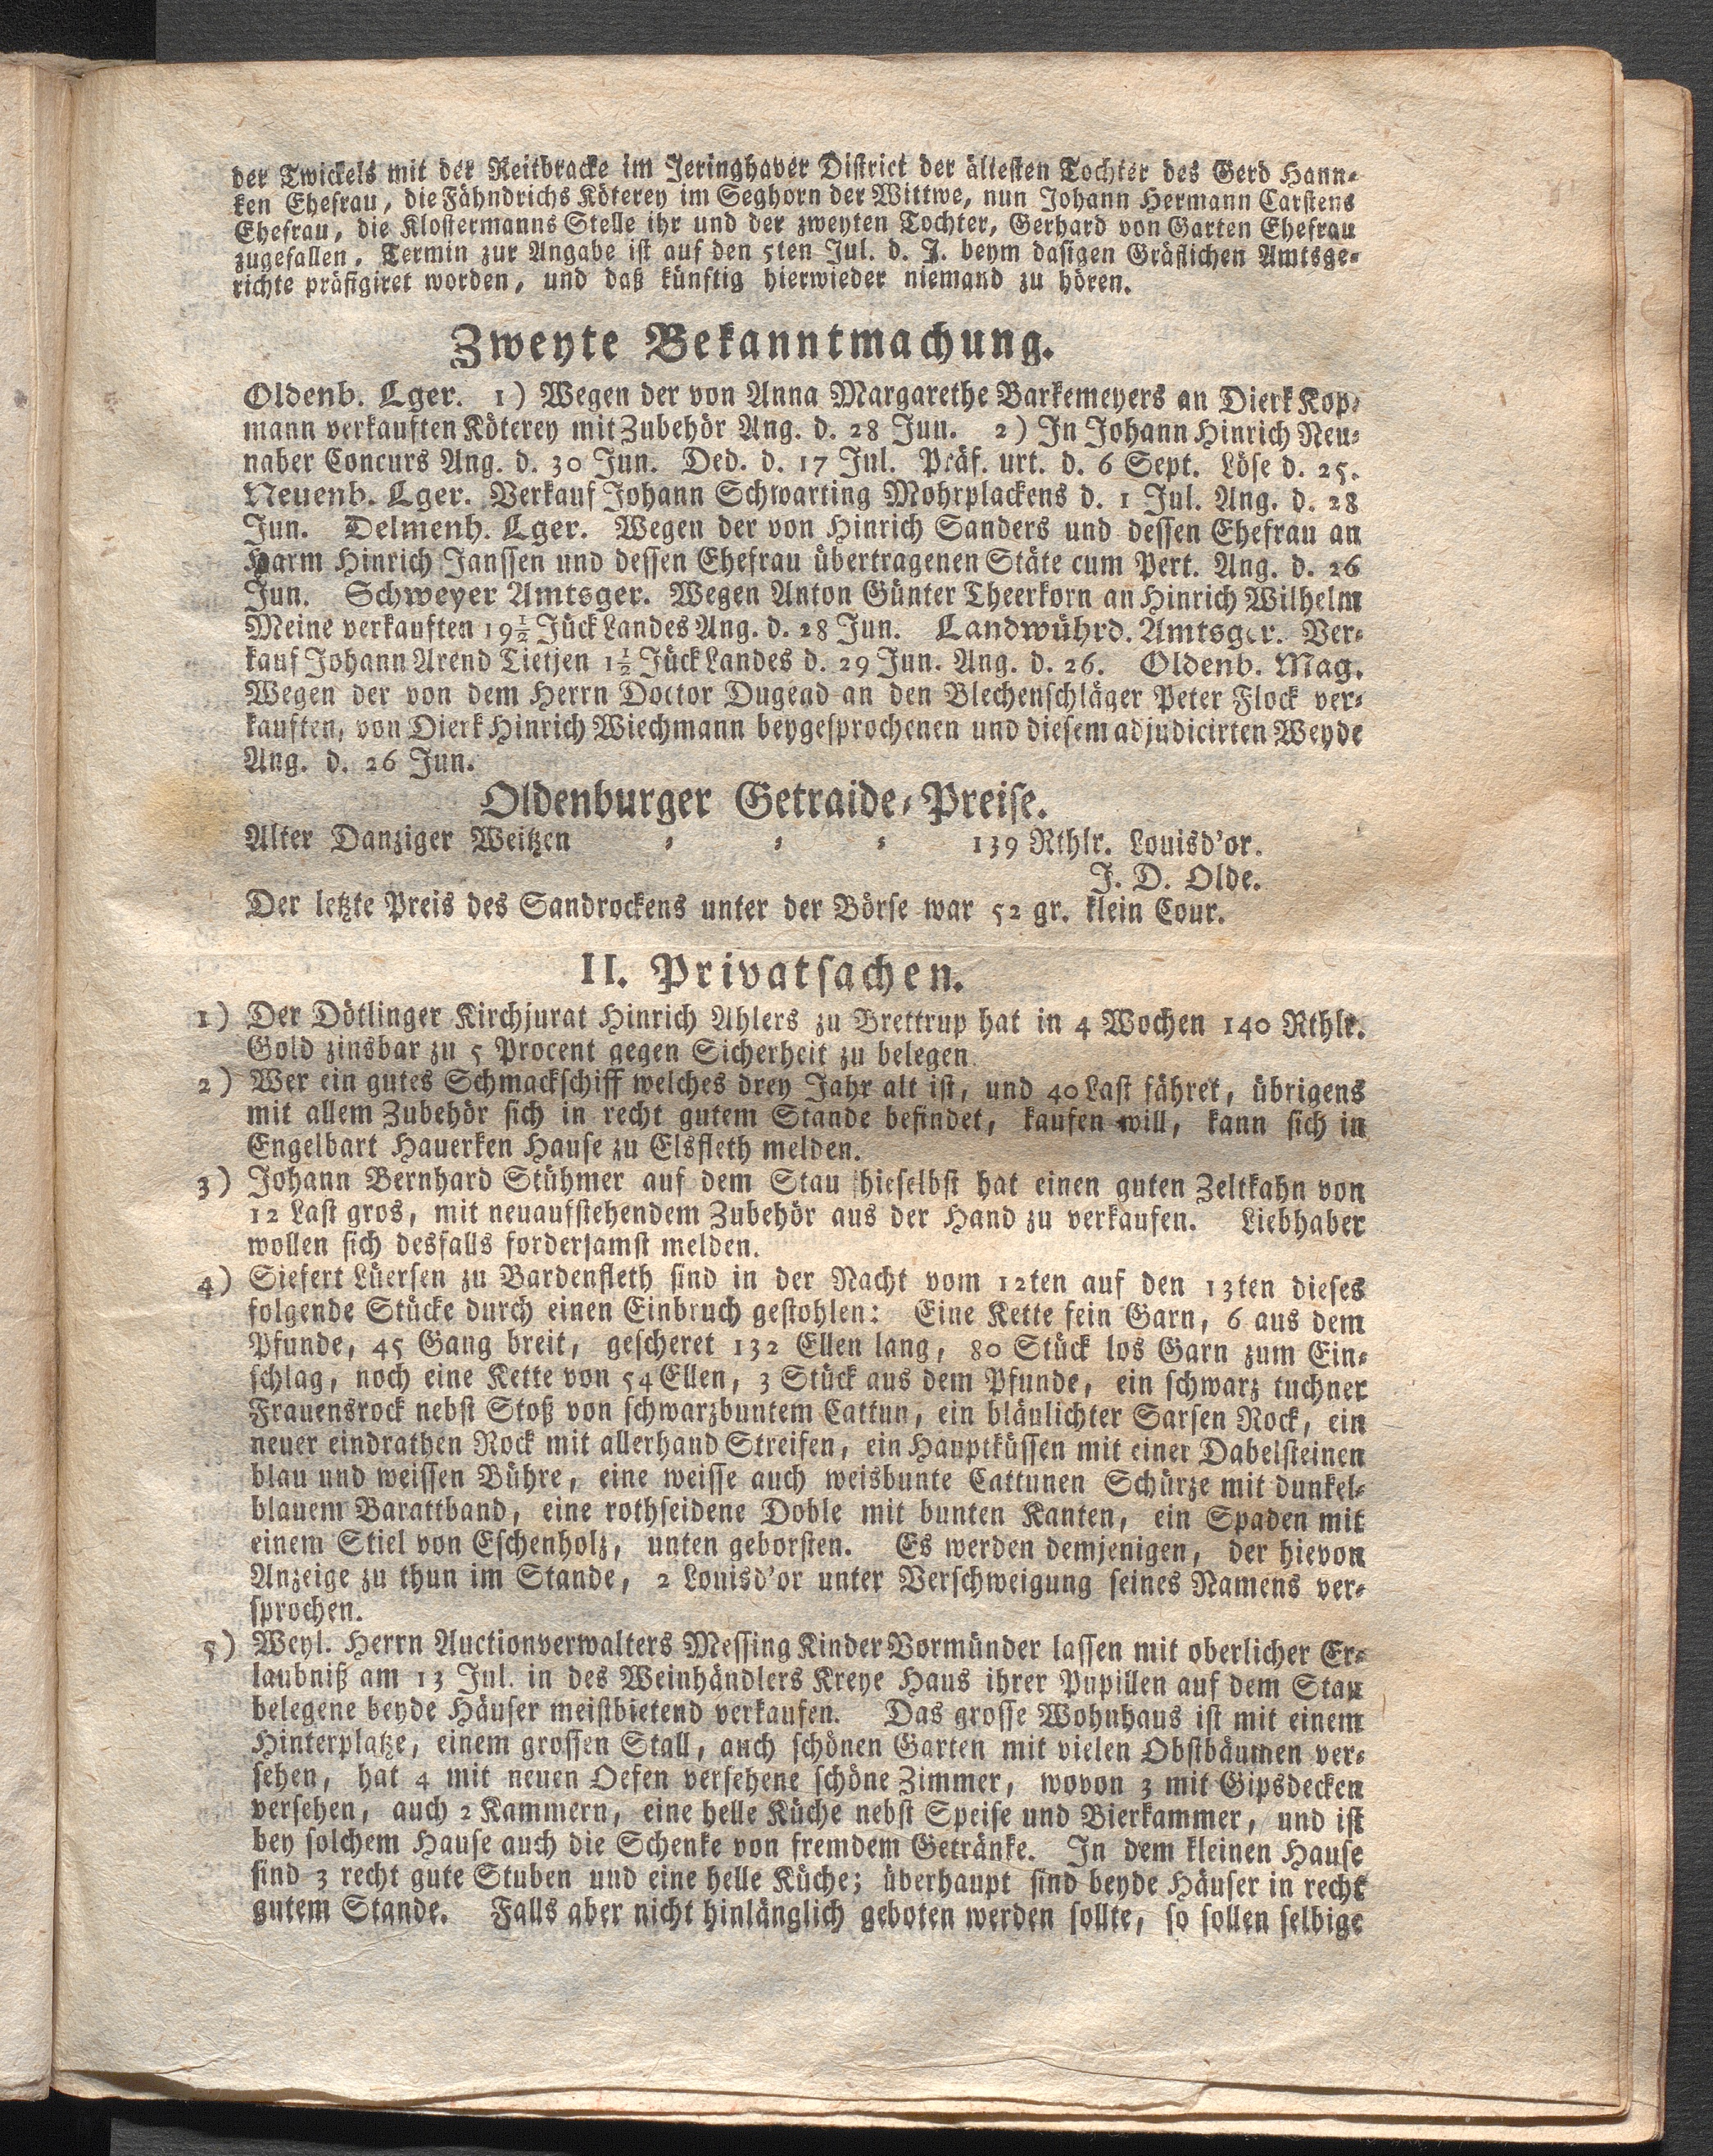 der Twickels mit der Reitbracke im Jeringhaver District der ältesten Tochter des Gerd Hann-
ken Ehefrau, die Fähndrichs Köterey im Seghorn der Wittwe, nun Johann Hermann Carstens
Ehefrau, die Klostermanns Stelle ihr und der zweyten Tochter, Gerhard von Garten Ehefrau
zugefallen. Termin zur Angabe ist auf den 5ten Jul. d. J. beym dasigen Gräflichen Amtsge-
richte präfigiret worden, und daß künftig hierwieder niemand zu hören.
Zweyte Bekanntmachung.
Oldenb. Lger. 1) Wegen der von Anna Margarethe Barkemeyers an Dierk Kop-
mann verkauften Köterey mit Zubehör Ang. d. 28 Jun. 2) In Johann Hinrich Neu-
naber Concurs Ang. d. 30 Jun. Ded. d. 17 Jul. Präf. urt. d. 6 Sept. Löse d. 25.
Neuenb. Lger. Verkauf Johann Schwarting Mohrplackens d. 1 Jul. Ang. d. 28
Jun. Delmenh. Lger. Wegen der von Hinrich Sanders und dessen Ehefrau an
Harm Hinrich Janssen und dessen Ehefrau übertragenen Stäte cum Pert. Ang. d. 26
Jun. Schweyer Amtsger. Wegen Anton Günter Theerkorn an Hinrich Wilhelm
Meine verkauften 19½ Jück Landes Ang. d. 28 Jun. Landwührd. Amtsger. Ver-
kauf Johann Arend Tietjen 1½ Jück Landes d. 29 Jun. Ang. d. 26. Oldenb. Mag.
Wegen der von dem Herrn Doctor Dugend an den Blechenschläger Peter Flock ver-
kauften, von Dierk Hinrich Wiechmann beygesprochenen und diesem adjudicirten Weyde
Ang. d. 26 Jun.
Oldenburger Getraide-Preise.
Alter Danziger Weitzen - - - 139 Rthlr. Louisd'or.
J. D. Olde.
Der letzte Preis des Sandrockens unter der Börse war 52 gr. klein Cour.
II. Privatsachen.
1) Der Dötlinger Kirchjurat Hinrich Ahlers zu Brettrup hat in 4 Wochen 140 Rthlr.
Gold zinsbar zu 5 Procent gegen Sicherheit zu belegen.
2) Wer ein gutes Schmackschiff welches drey Jahr alt ist, und 40 Last fähret, übrigens
mit allem Zubehör sich in recht gutem Stande befindet, kaufen will, kann sich in
Engelbart Hauerken Hause zu Elsfleth melden.
3) Johann Bernhard Stühmer auf dem Stau hieselbst hat einen guten Zeltkahn von
12 Last gros, mit neuaufstehendem Zubehör aus der Hand zu verkaufen. Liebhaber
wollen sich desfalls fordersamst melden.
4) Siefert Lüersen zu Bardenfleth sind in der Nacht vom 12ten auf den 13ten dieses
folgende Stücke durch einen Einbruch gestohlen: Eine Kette fein Garn, 6 aus dem
Pfunde, 45 Gang breit, gescheret 132 Ellen lang, 80 Stück los Garn zum Ein-
schlag, noch eine Kette von 54 Ellen, 3 Stück aus dem Pfunde, ein schwarz tuchner
Frauensrock nebst Stoß von schwarzbuntem Cattun, ein bläulichter Sarsen Rock, ein
neuer eindrathen Rock mit allerhand Streifen, ein Hauptküssen mit einer Dabelsteinen
blau und weissen Bühre, eine weisse auch weisbunte Cattunen Schürze mit dunkel-
blauem Barattband, eine rothseidene Doble mit bunten Kanten, ein Spaden mit
einem Stiel von Eschenholz, unten geborsten. Es werden demjenigen, der hievon
Anzeige zu thun im Stande, 2 Louisd'or unter Verschweigung seines Namens ver-
sprochen.
5) Weyl. Herrn Auctionverwalters Messing Kinder Vormünder lassen mit oberlicher Er-
laubniß am 13 Jul. in des Weinhändlers Kreye Haus ihrer Pupillen auf dem Stau
belegene beyde Häuser meistbietend verkaufen. Das grosse Wohnhaus ist mit einem
Hinterplatze, einem grossen Stall, auch schönen Garten mit vielen Obstbäumen ver-
sehen, hat 4 mit neuen Oefen versehene schöne Zimmer, wovon 3 mit Gipsdecken
versehen, auch 2 Kammern, eine helle Küche nebst Speise und Bierkammer, und ist
bey solchem Hause auch die Schenke von fremdem Getränke. In dem kleinen Hause
sind 3 recht gute Stuben und eine helle Küche; überhaupt sind beyde Häuser in recht
gutem Stande. Falls aber nicht hinlänglich geboten werden sollte, so sollen selbige